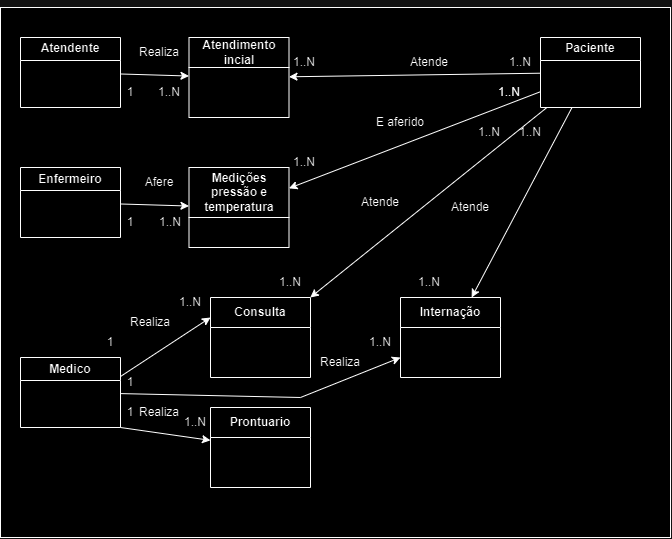 Atendente
Realiza
Atendimento
incial
1..N
Atende
1..N
Paciente
1
1..N
1..N
E aferido
1..N
1..N
Enfermeiro
Afere
Medições
pressão e
temperatura
1..N
1
1..N
Atende
Atende
1..N
1..N
1..N
Consulta
Internação
Realiza
1
1..N
Realiza
Medico
1
1
Realiza
1..N
Prontuario